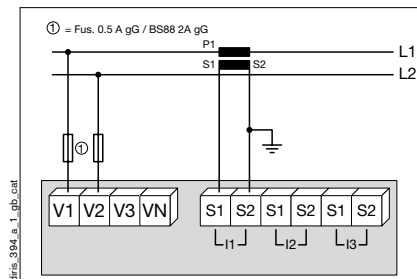 ① = Fus. 0.5 A gG / BS88 2A gG
P1
L1
S1 S2
L2
①
V1 V2 V3 VN S1 S2 S1 S2 S1 S2
I1 I2 I3
diris_394_a_1_gb_cat